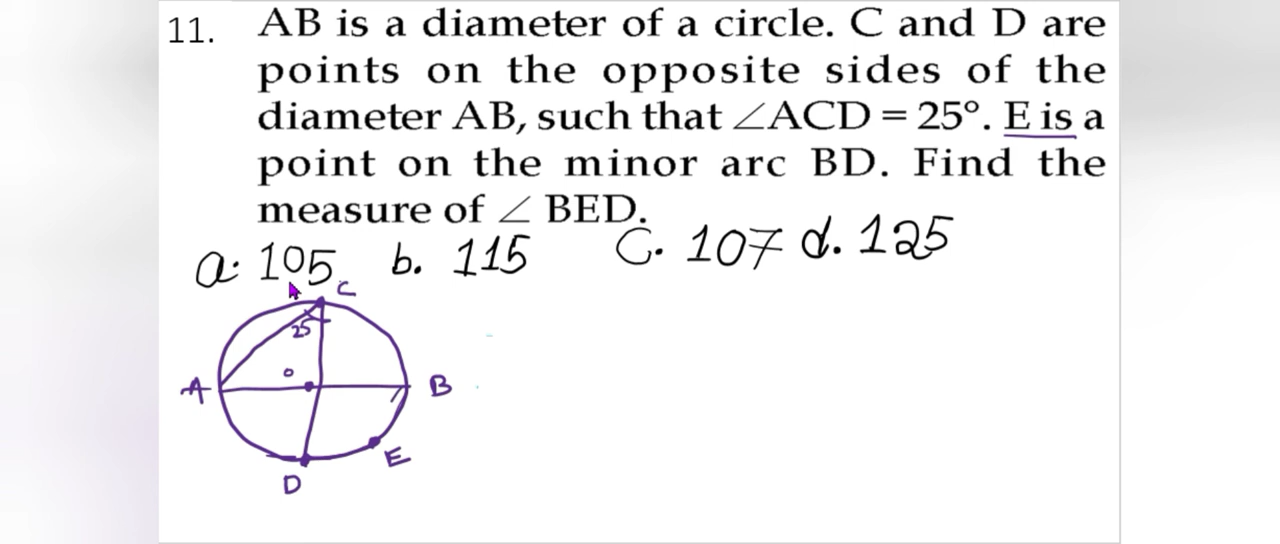 11. AB is a diameter of a circle. C and D are
points on the opposite sides of the
diameter AB, such that ∠ACD = 25º. E is a
point on the minor arc BD. Find the
measure of ∠ BED.
a. 105 b. 115 C. 107 d. 125
C
25
O
A B
E
D